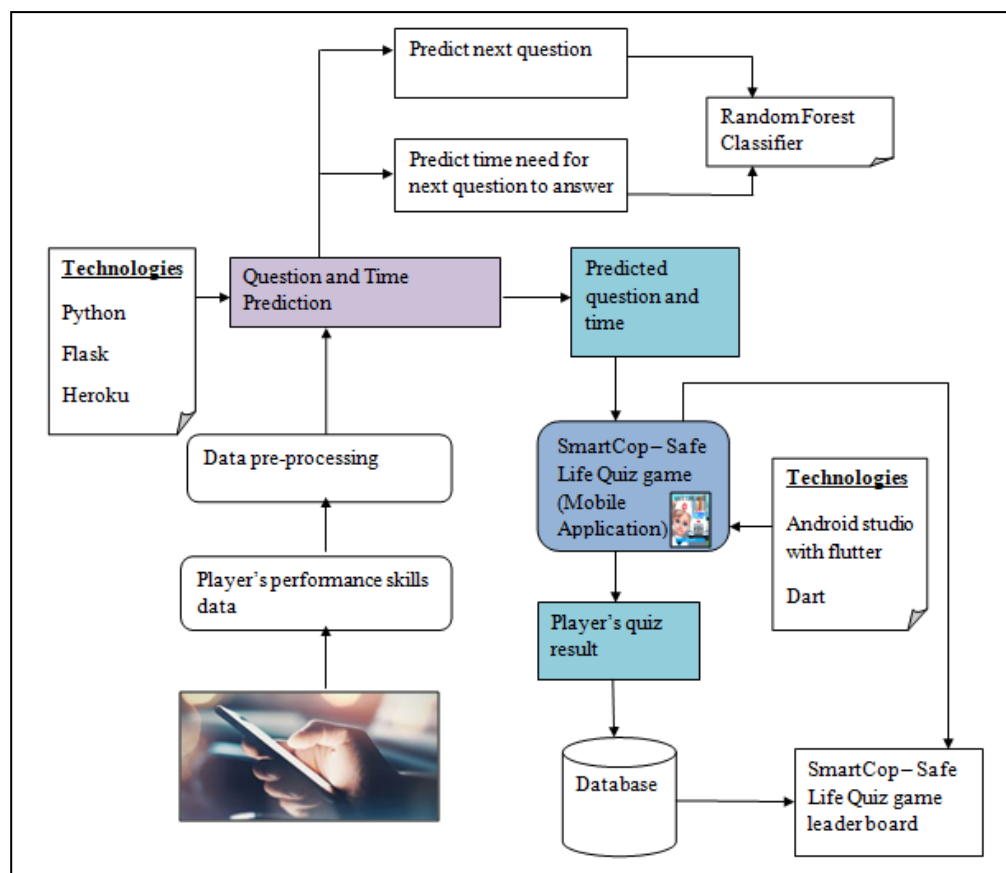 Predict next question
Random Forest
Classifier
Predict time need for
next question to answer
Technologies
Python
Flask
Heroku
Question and Time
Prediction
Predicted
question and
time
Data pre-processing
SmartCop – Safe
Life Quiz game
(Mobile
Application)
Technologies
Android studio
with flutter
Dart
Player’s performance skills
data
Player’s quiz
result
Database
SmartCop – Safe
Life Quiz game
leader board